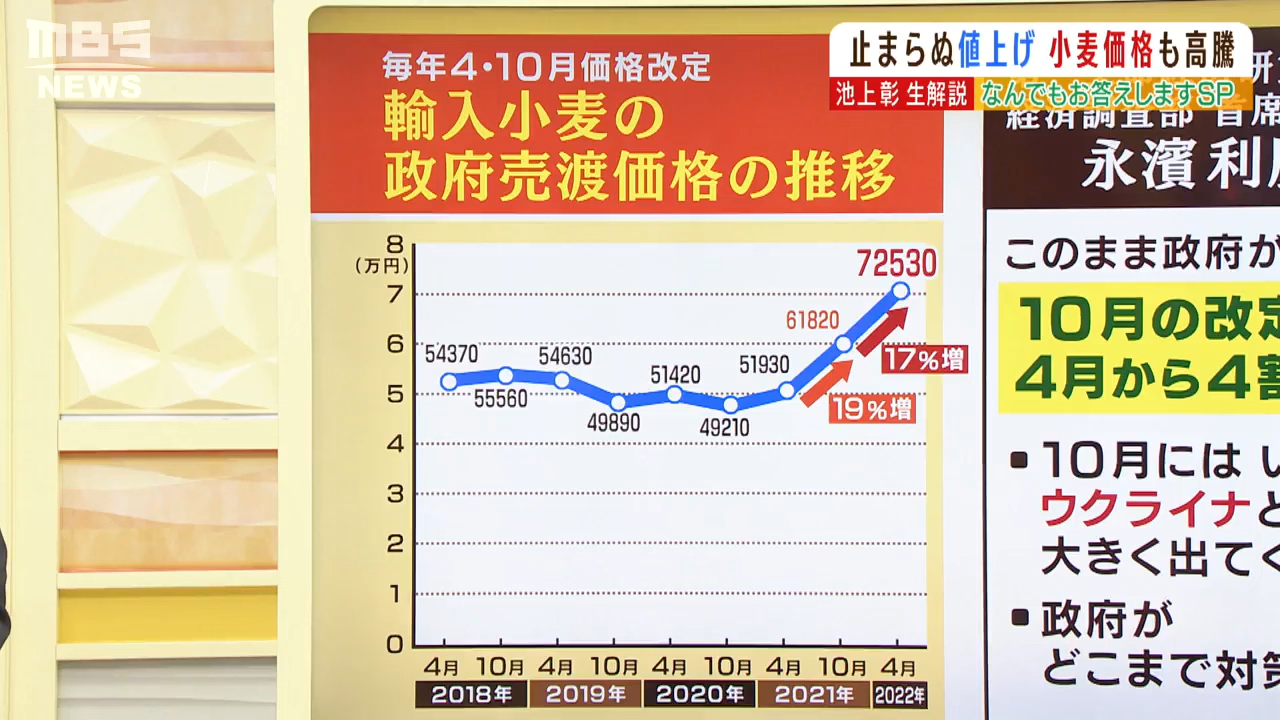 MBS
NEWS
止まらぬ値上げ 小麦価格も高騰
池上彰 生解説 なんでもお答えしますSP
毎年4・10月価格改定
輸入小麦の
政府売渡価格の推移
8
(万円)
7
6
5
4
3
2
1
0
54370
55560
54630
49890
51420
49210
51930
61820
72530
19%増
17%増
4月 10月 4月 10月 4月 10月 4月 10月 4月
2018年 2019年 2020年 2021年 2022年
経済調査部 首席
永濱 利
このまま政府が
10月の改定
4月から4割
・10月には い
ウクライナと
大きく出てく
・政府が
どこまで対策